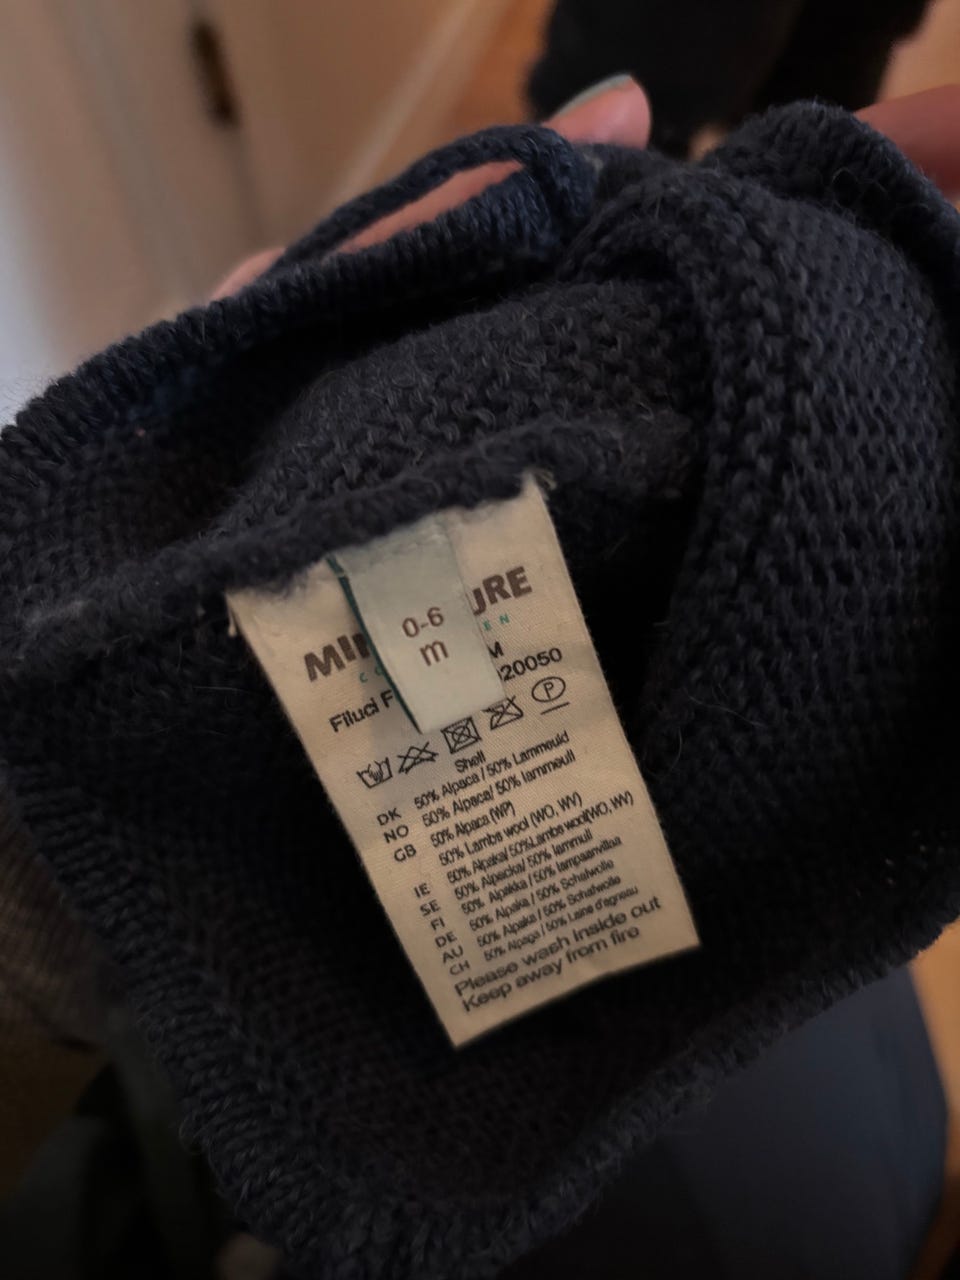 0-6
m
MIN URE
C EN
Filuci F M
20050
Shell
DK 50% Alpaca / 50% Lammeuld
NO 50% Alpaca/ 50% lammeull
GB 50% Alpaca (WP)
50% Lambs wool (WO, WV)
IE 50% Alpaka/ 50%Lambs wool(WO, WV)
SE 50% Alpacka/ 50% lammull
FI 50% Alpakka / 50% lampaanvillaa
DE 50% Alpaka / 50% Schafwolle
AU 50% Alpaka / 50% Schafwolle
CH 50% Alpaga / 50% Laine d'agneau
Please wash inside out
Keep away from fire